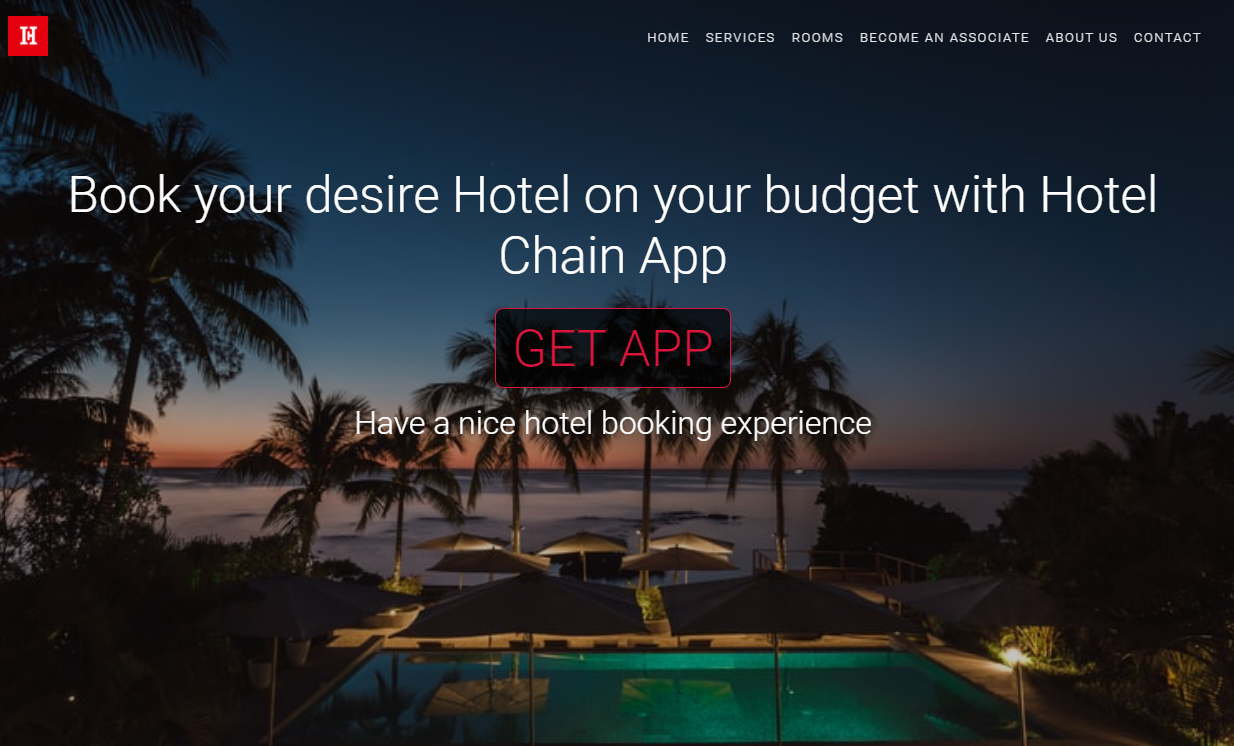 HC
HOME SERVICES ROOMS BECOME AN ASSOCIATE ABOUT US CONTACT
Book your desire Hotel on your budget with Hotel
Chain App
GET APP
Have a nice hotel booking experience